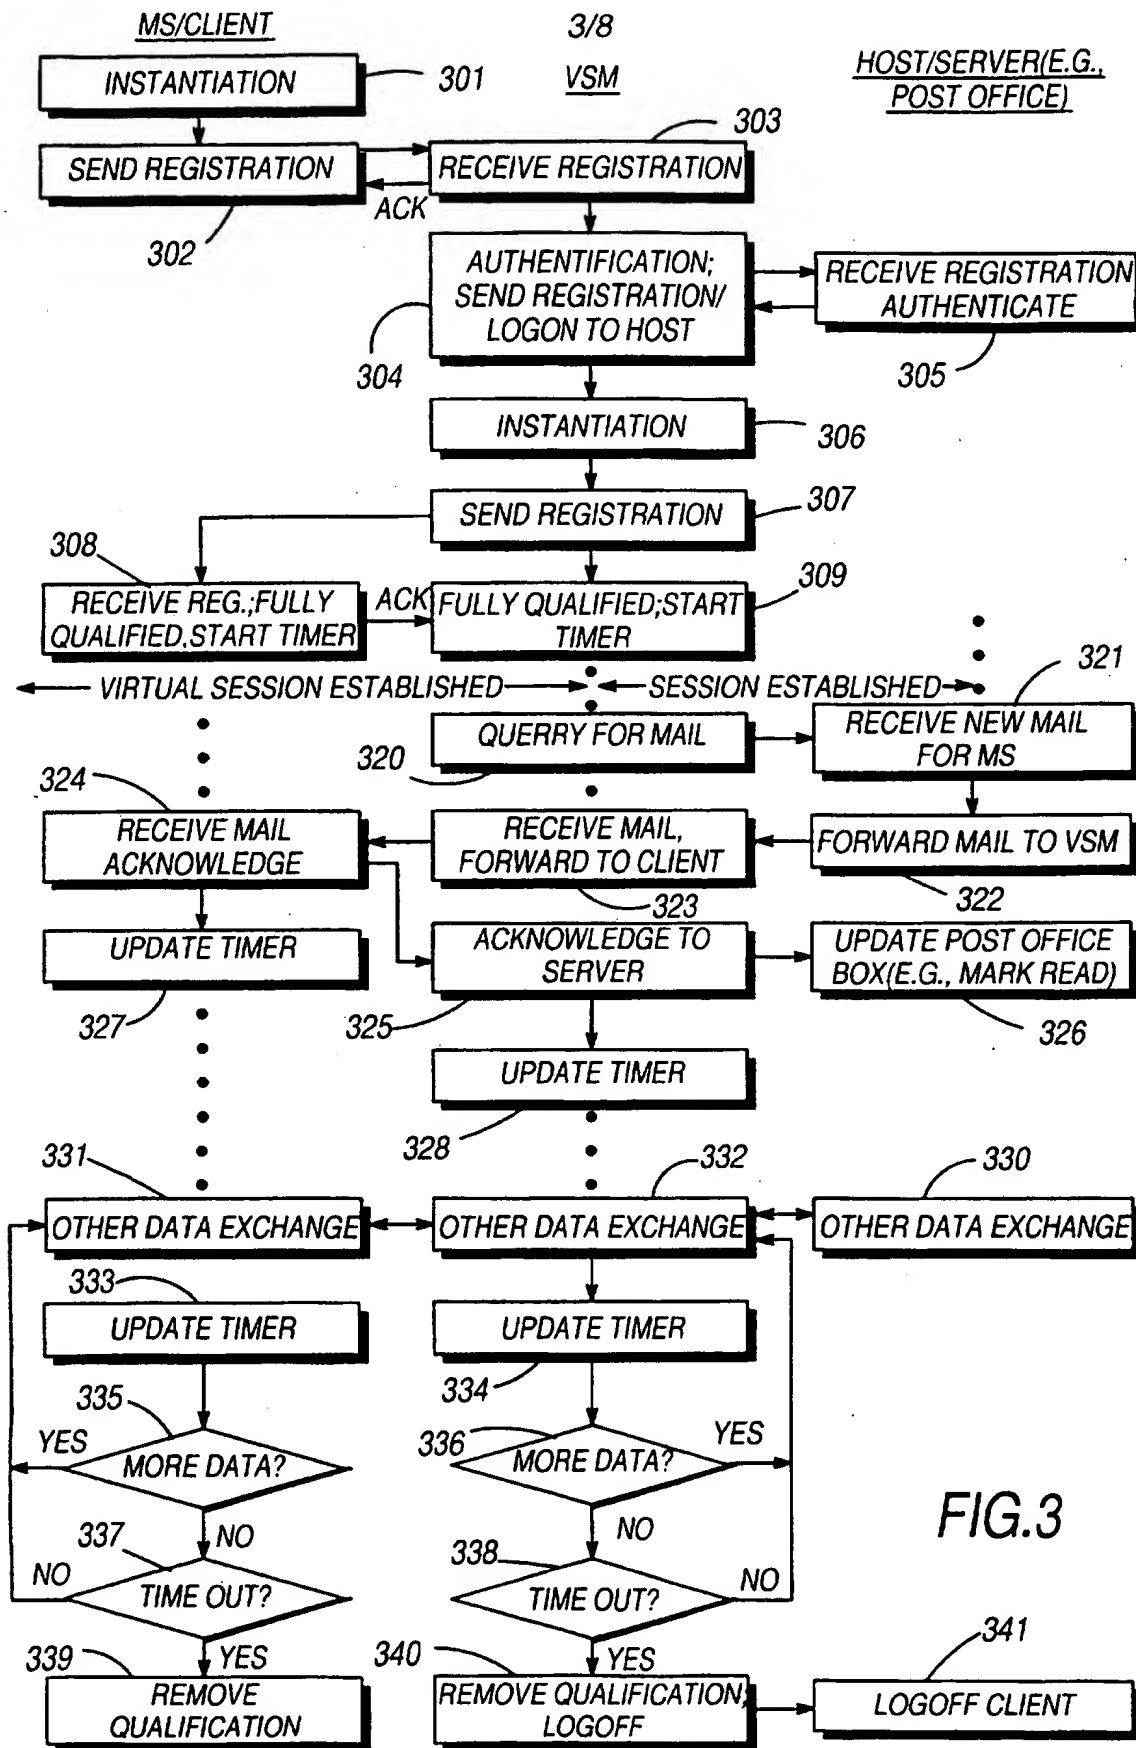 MS/CLIENT
3/8
VSM
HOST/SERVER(E.G.,
POST OFFICE)
INSTANTIATION
301
303
SEND REGISTRATION
RECEIVE REGISTRATION
ACK
302
AUTHENTIFICATION;
SEND REGISTRATION/
LOGON TO HOST
RECEIVE REGISTRATION
AUTHENTICATE
304
305
INSTANTIATION
306
SEND REGISTRATION
307
308
309
RECEIVE REG.;FULLY
QUALIFIED,START TIMER
ACK
FULLY QUALIFIED;START
TIMER
321
VIRTUAL SESSION ESTABLISHED
SESSION ESTABLISHED
QUERRY FOR MAIL
320
RECEIVE NEW MAIL
FOR MS
324
RECEIVE MAIL
ACKNOWLEDGE
RECEIVE MAIL,
FORWARD TO CLIENT
FORWARD MAIL TO VSM
323
322
UPDATE TIMER
ACKNOWLEDGE TO
SERVER
UPDATE POST OFFICE
BOX(E.G., MARK READ)
327
325
326
UPDATE TIMER
328
331
332
330
OTHER DATA EXCHANGE
OTHER DATA EXCHANGE
OTHER DATA EXCHANGE
333
UPDATE TIMER
UPDATE TIMER
334
335
336
YES
MORE DATA?
MORE DATA?
YES
NO
NO
337
338
NO
TIME OUT?
TIME OUT?
NO
FIG.3
YES
YES
339
340
341
REMOVE
QUALIFICATION
REMOVE QUALIFICATION,
LOGOFF
LOGOFF CLIENT